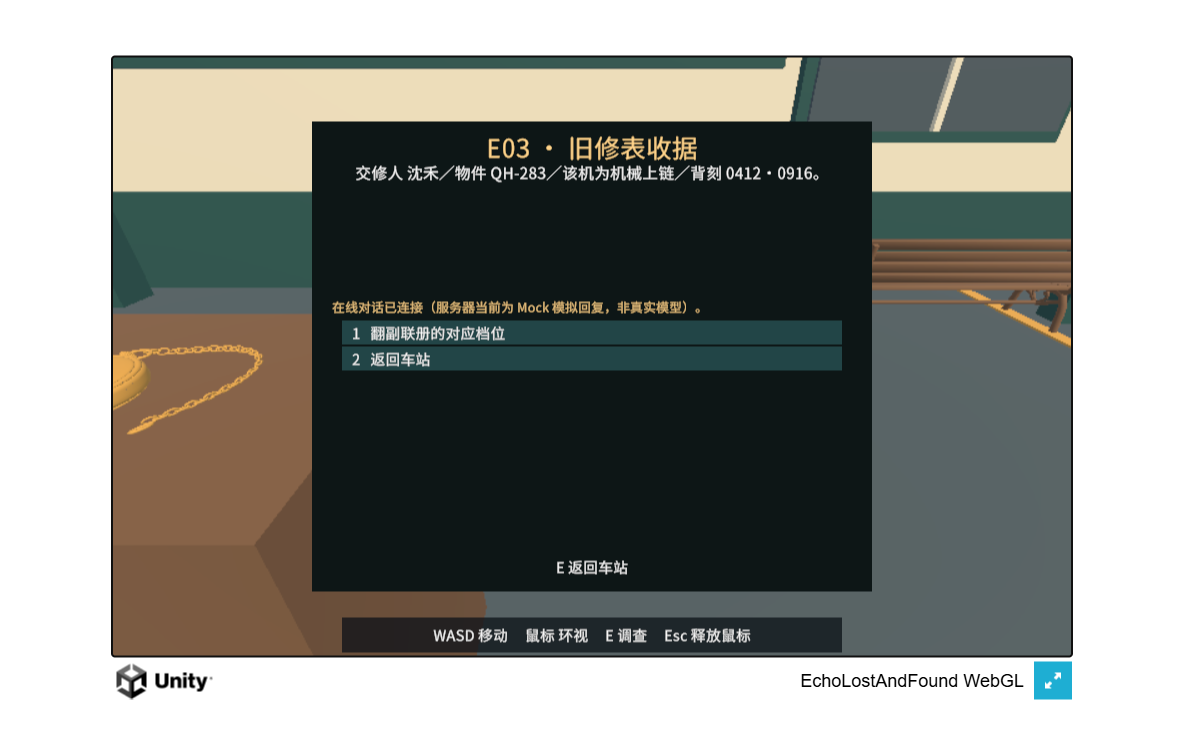 E03 · 旧修表收据
交修人 沈禾／物件 QH-283／该机为机械上链／背刻 0412·0916。
在线对话已连接（服务器当前为 Mock 模拟回复，非真实模型）。
1 翻副联册的对应档位
2 返回车站
E 返回车站
WASD 移动 鼠标 环视 E 调查 Esc 释放鼠标
Unity
EchoLostAndFound WebGL